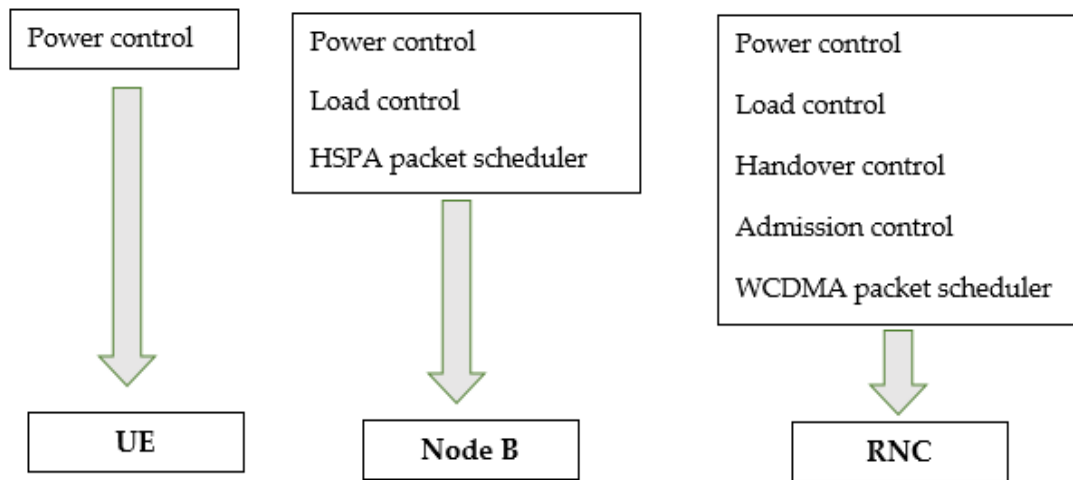 Power control
Power control
Load control
HSPA packet scheduler
Power control
Load control
Handover control
Admission control
WCDMA packet scheduler
UE
Node B
RNC